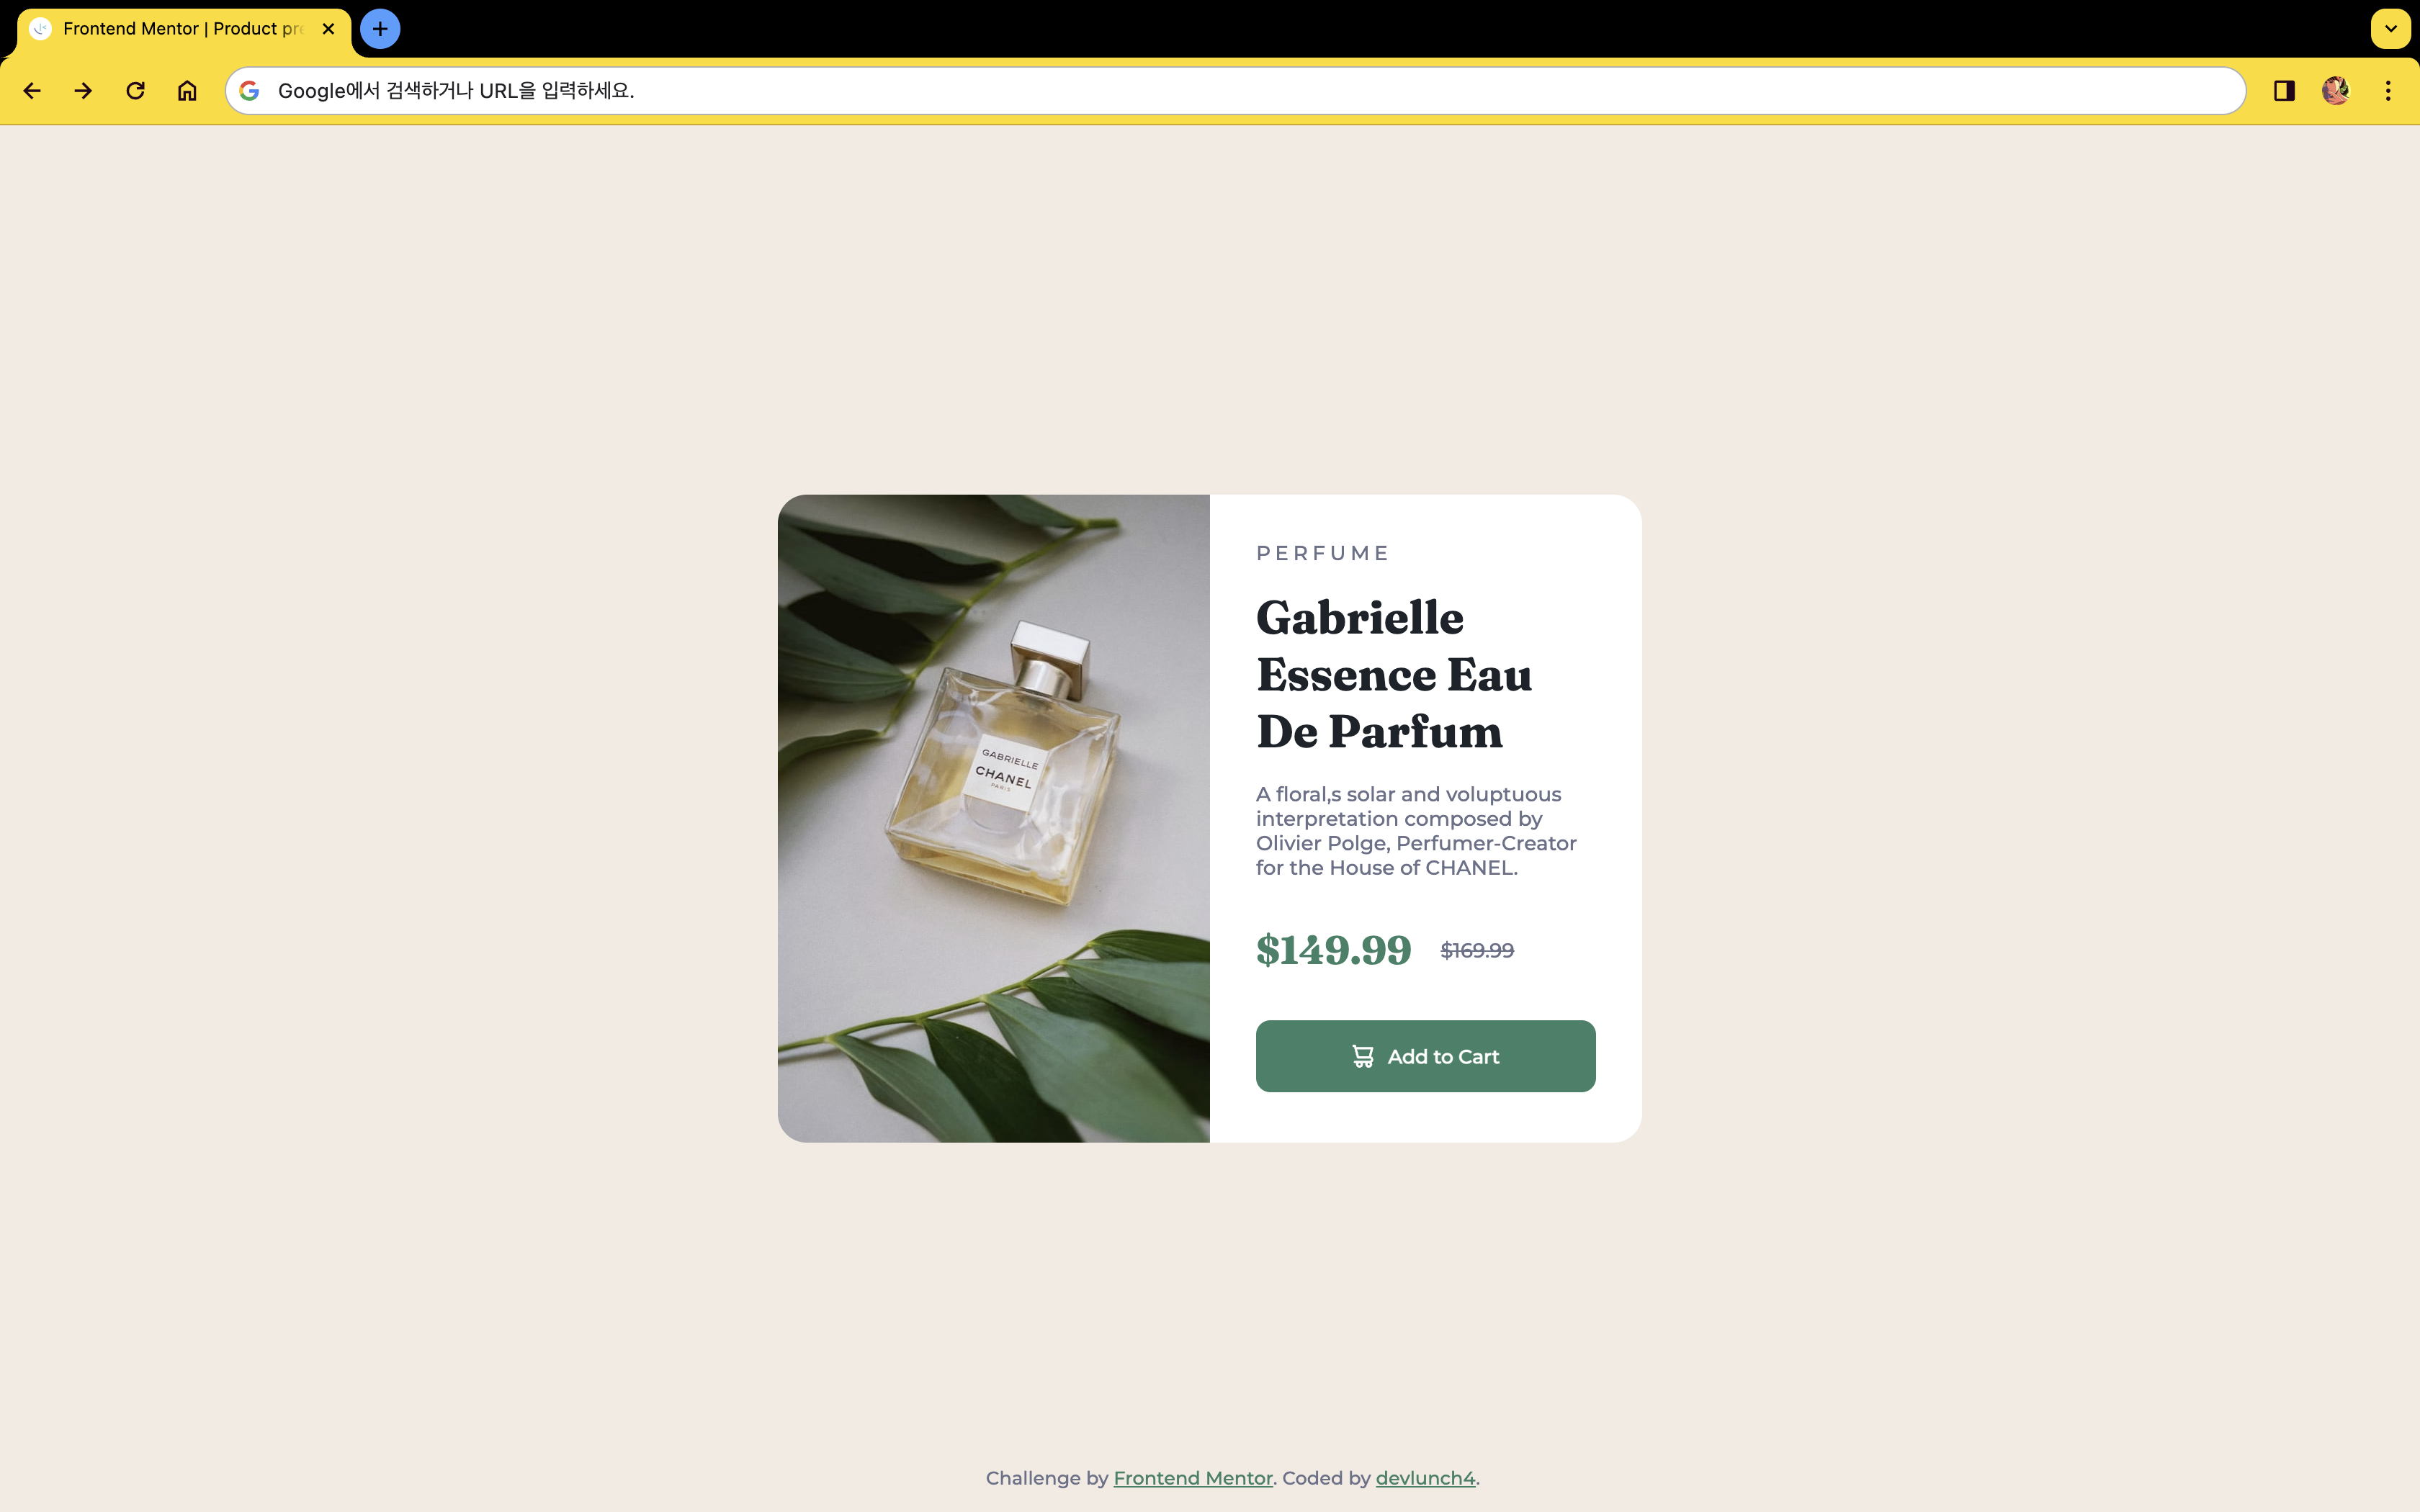 Frontend Mentor | Product pre
Google에서 검색하거나 URL을 입력하세요.
GABRIELLE
CHANEL
PARIS
PERFUME
Gabrielle
Essence Eau
De Parfum
A floral,s solar and voluptuous
interpretation composed by
Olivier Polge, Perfumer-Creator
for the House of CHANEL.
$149.99 $169.99
Add to Cart
Challenge by Frontend Mentor. Coded by devlunch4.